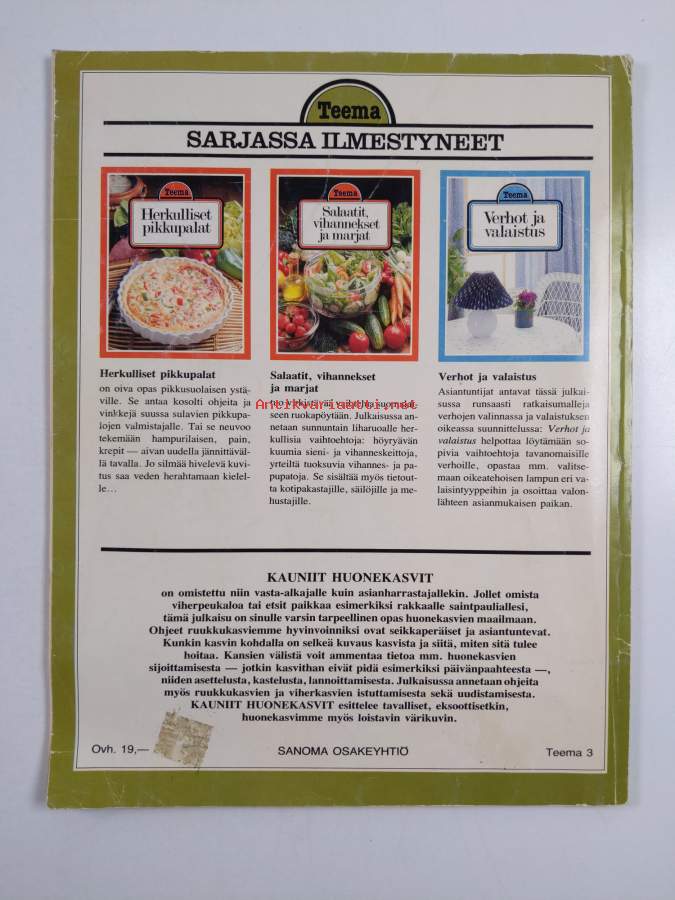 Teema
SARJASSA ILMESTYNEET
Teema
Herkulliset
pikkupalat
Teema
Salaatit,
vihannekset
ja marjat
Teema
Verhot ja
valaistus
Herkulliset pikkupalat
on oiva opas pikkusuolaisen ystä-
ville. Se antaa kosolti ohjeita ja
vinkkejä suussa sulavien pikkupa-
lojen valmistajalle. Tai se neuvoo
tekemään hampurilaisen, pain,
krepit — aivan uudella jännittäväl-
lä tavalla. Jo silmää hivelevä kuvi-
tus saa veden herahtamaan kielel-
le...
Salaatit, vihannekset
ja marjat
tuo virkistävää vaihtelua suomalai-
seen ruokapöytään. Julkaisussa an-
netaan sunnuntain liharuoalle her-
kullisia vaihtoehtoja: höyryävän
kuumia sieni- ja vihanneskeittoja,
yrteiltä tuoksuvia vihannes- ja pa-
pupatoja. Se sisältää myös tietout-
ta kotipakastajille, säilöjille ja me-
hustajille.
Verhot ja valaistus
Asiantuntijat antavat tässä julkai-
sussa runsaasti ratkaisumalleja
verhojen valinnassa ja valaistuksen
oikeassa suunnittelussa: Verhot ja
valaistus helpottaa löytämään so-
pivia vaihtoehtoja tavanomaisille
verhoille, opastaa mm. valitse-
maan oikeatehoisen lampun eri va-
laisintyyppeihin ja osoittaa valon-
lähteen asianmukaisen paikan.
Antikvariaatti.net
KAUNIIT HUONEKASVIT
on omistettu niin vasta-alkajalle kuin asianharrastajallekin. Jollet omista
viherpeukaloa tai etsit paikkaa esimerkiksi rakkaalle saintpauliallesi,
tämä julkaisu on sinulle varsin tarpeellinen opas huonekasvien maailmaan.
Ohjeet ruukkukasviemme hyvinvoinniksi ovat seikkaperäiset ja asiantuntevat.
Kunkin kasvin kohdalla on selkeä kuvaus kasvista ja siitä, miten sitä tulee
hoitaa. Kansien välistä voit ammentaa tietoa mm. huonekasvien
sijoittamisesta — jotkin kasvithan eivät pidä esimerkiksi päivänpaahteesta —,
niiden asettelusta, kastelusta, lannoittamisesta. Julkaisussa annetaan ohjeita
myös ruukkukasvien ja viherkasvien istuttamisesta sekä uudistamisesta.
KAUNIIT HUONEKASVIT esittelee tavalliset, eksoottisetkin,
huonekasvimme myös loistavin värikuvin.
Ovh. 19,—
SANOMA OSAKEYHTIÖ
Teema 3